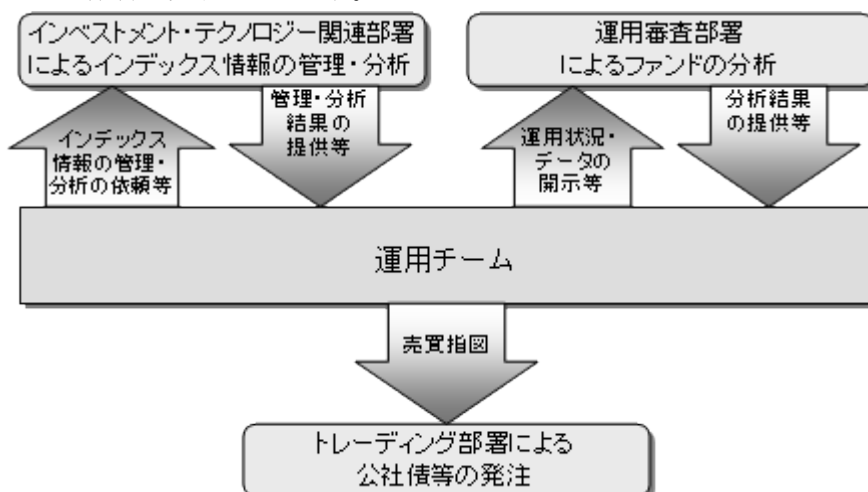 インベストメント・テクノロジー関連部署
によるインデックス情報の管理・分析
運用審査部署
によるファンドの分析
インデックス
情報の管理・
分析の依頼等
管理・分析
結果の
提供等
運用状況・
データの
開示等
分析結果
の提供等
運用チーム
売買指図
トレーディング部署による
公社債等の発注